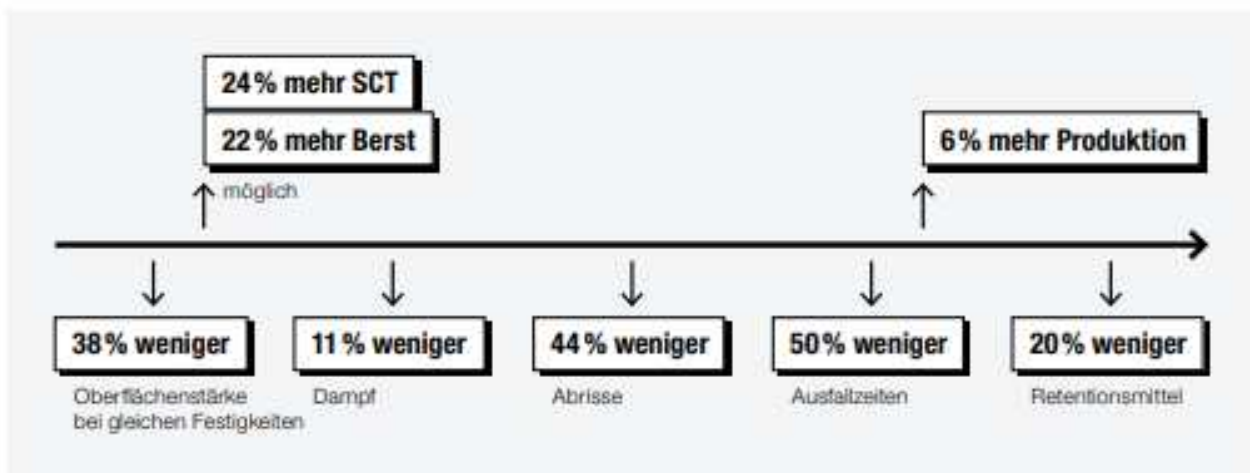 24% mehr SCT
22% mehr Berst
möglich
6% mehr Produktion
38% weniger
Oberflächenstärke
bei gleichen Festigkeiten
11% weniger
Dampf
44% weniger
Abrisse
50% weniger
Ausfallzeiten
20% weniger
Retentionsmittel